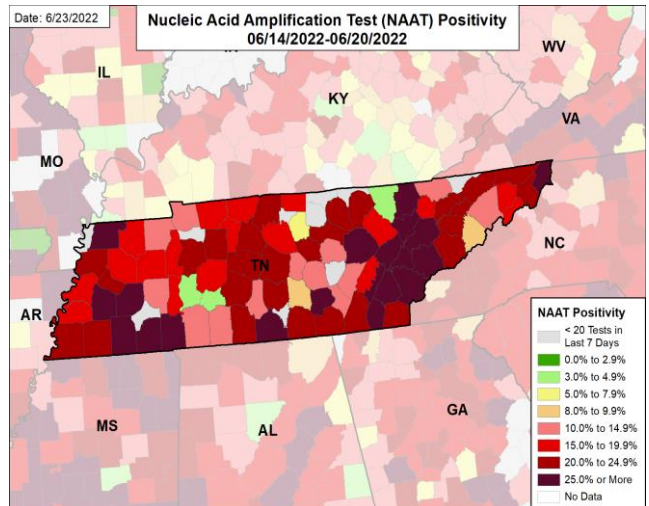 Date: 6/23/2022
Nucleic Acid Amplification Test (NAAT) Positivity
06/14/2022-06/20/2022
IL
WV
KY
VA
MO
TN
NC
AR
MS
AL
GA
NAAT Positivity
< 20 Tests in
Last 7 Days
0.0% to 2.9%
3.0% to 4.9%
5.0% to 7.9%
8.0% to 9.9%
10.0% to 14.9%
15.0% to 19.9%
20.0% to 24.9%
25.0% or More
No Data